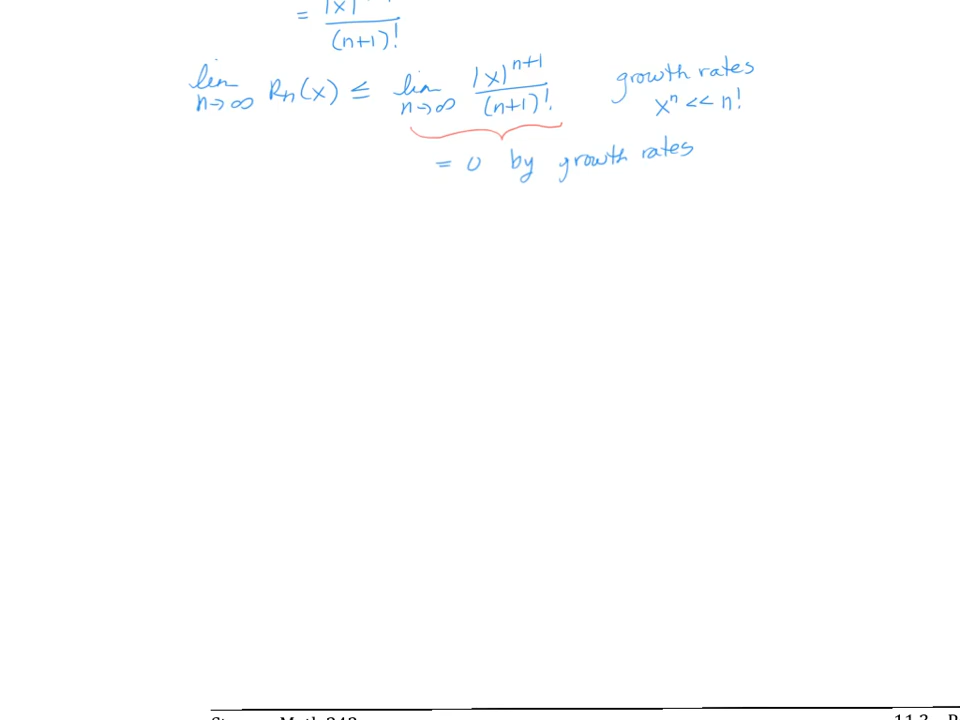 = |x|
(n+1)!
lim n→∞ Rn(x) ≤ lim n→∞ |x|^(n+1) / (n+1)! growth rates
x^n << n!
= 0 by growth rates